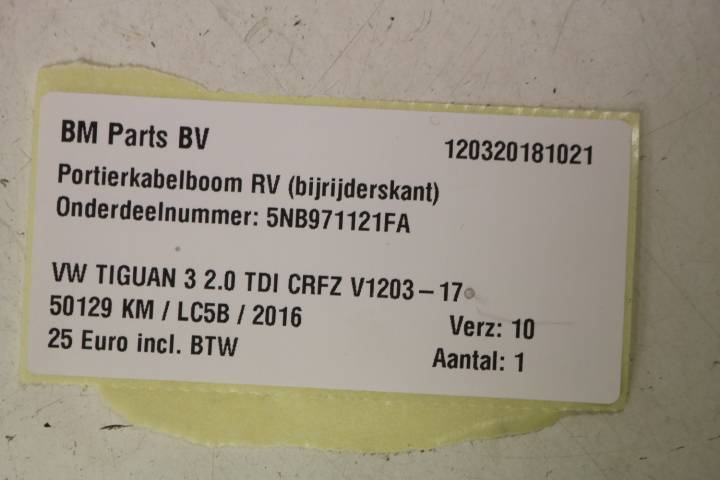 BM Parts BV
120320181021
Portierkabelboom RV (bijrijderskant)
Onderdeelnummer: 5NB971121FA
VW TIGUAN 3 2.0 TDI CRFZ V1203-17
50129 KM / LC5B / 2016
Verz: 10
25 Euro incl. BTW
Aantal: 1